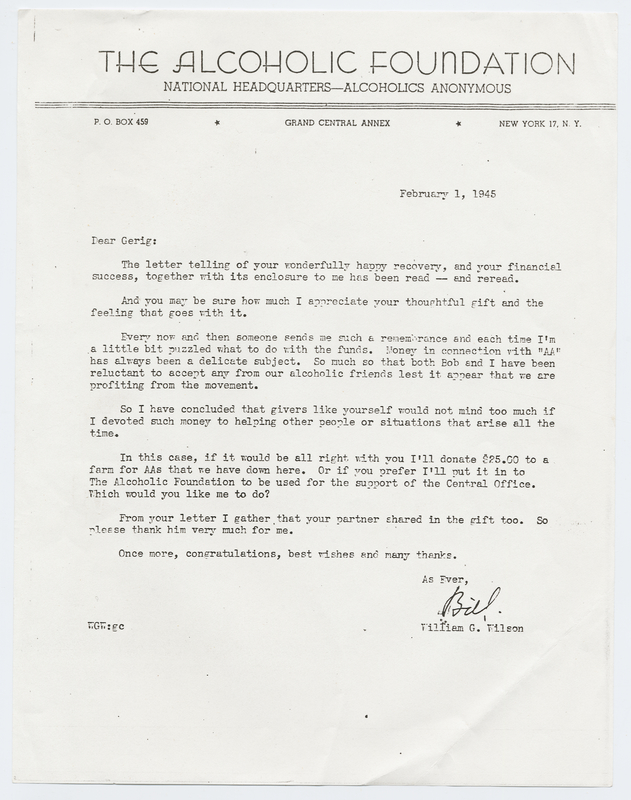 THE ALCOHOLIC FOUNDATION
NATIONAL HEADQUARTERS—ALCOHOLICS ANONYMOUS
P. O. BOX 459 * GRAND CENTRAL ANNEX * NEW YORK 17, N. Y.
February 1, 1945
Dear Gerig:
The letter telling of your wonderfully happy recovery, and your financial
success, together with its enclosure to me has been read — and reread.
And you may be sure how much I appreciate your thoughtful gift and the
feeling that goes with it.
Every now and then someone sends me such a remembrance and each time I'm
a little bit puzzled what to do with the funds. Money in connection with "AA"
has always been a delicate subject. So much so that both Bob and I have been
reluctant to accept any from our alcoholic friends lest it appear that we are
profiting from the movement.
So I have concluded that givers like yourself would not mind too much if
I devoted such money to helping other people or situations that arise all the
time.
In this case, if it would be all right with you I'll donate $25.00 to a
farm for AAs that we have down here. Or if you prefer I'll put it in to
The Alcoholic Foundation to be used for the support of the Central Office.
Which would you like me to do?
From your letter I gather that your partner shared in the gift too. So
please thank him very much for me.
Once more, congratulations, best wishes and many thanks.
As Ever,
Bill.
WGW:gc William G. Wilson